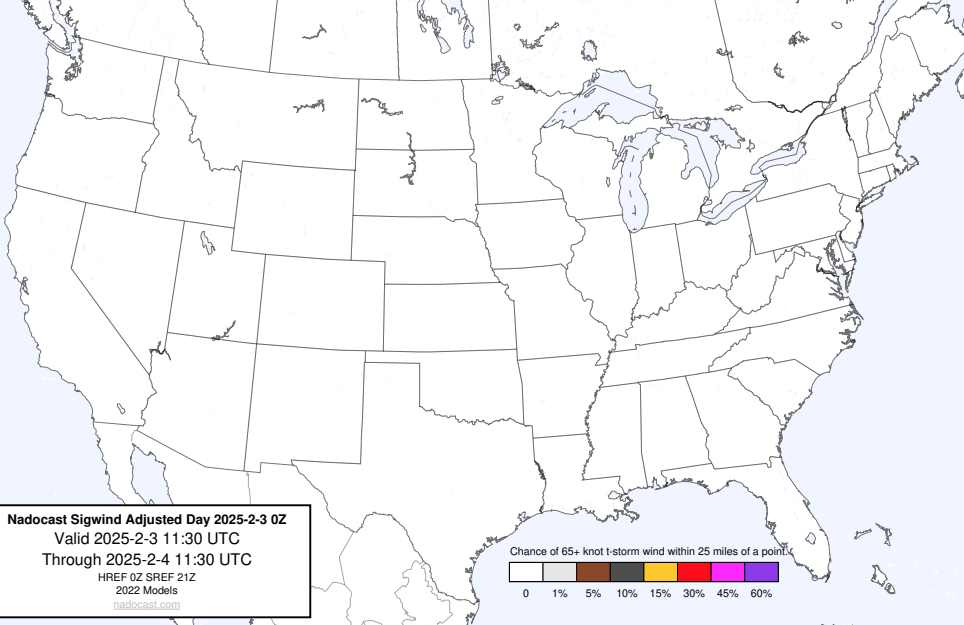 Nadocast Sigwind Adjusted Day 2025-2-3 0Z
Valid 2025-2-3 11:30 UTC
Through 2025-2-4 11:30 UTC
HREF 0Z SREF 21Z
2022 Models
nadocast.com
Chance of 65+ knot t-storm wind within 25 miles of a point.
0 1% 5% 10% 15% 30% 45% 60%